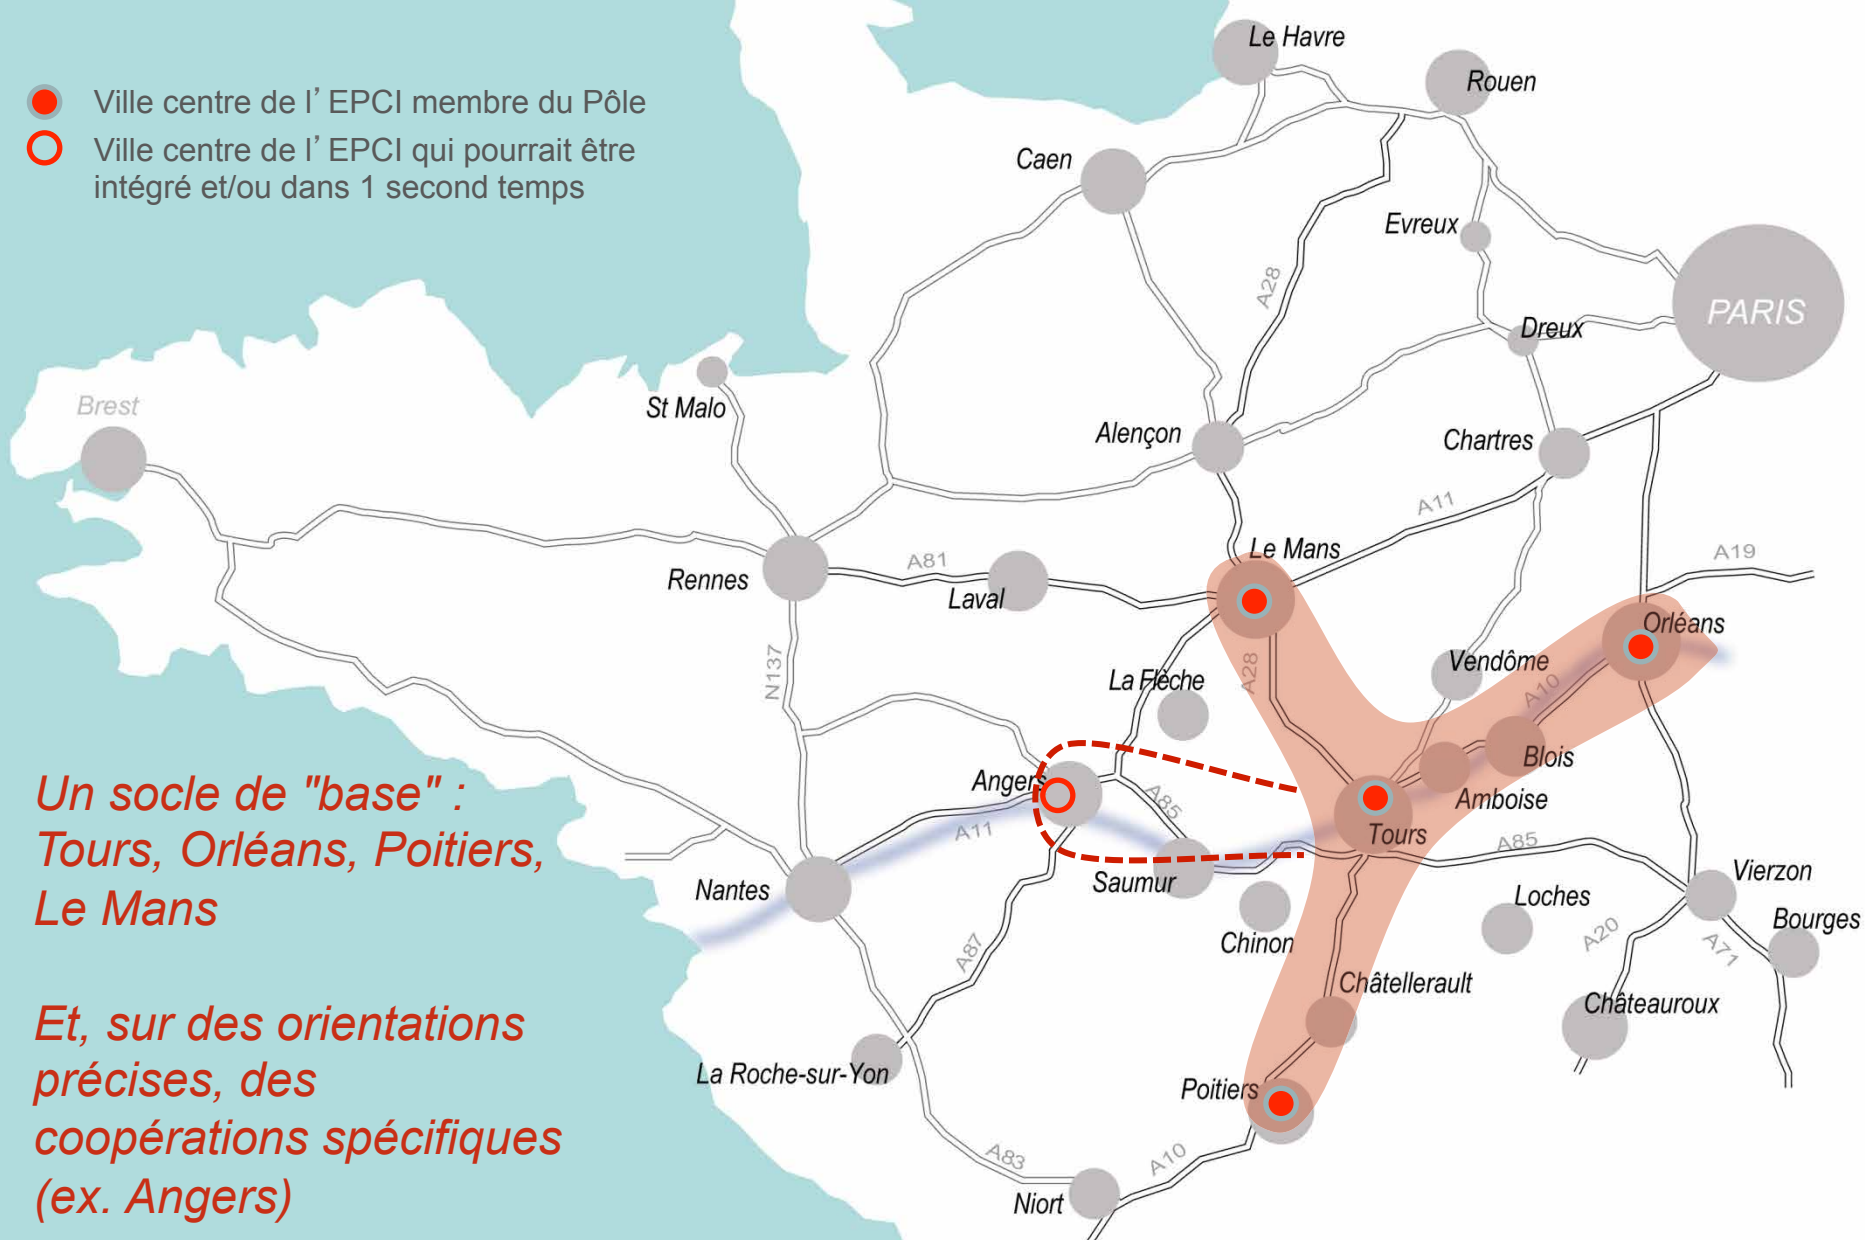 Ville centre de l’ EPCI membre du Pôle
Ville centre de l’ EPCI qui pourrait être
intégré et/ou dans 1 second temps
Le Havre
Rouen
Caen
Evreux
A28
PARIS
Dreux
St Malo
Brest
Alençon
Chartres
A11
Le Mans
A19
A81
Rennes
Laval
Orléans
N137
La Flèche
A28
Vendôme
A10
Blois
Angers
A85
Amboise
A11
Tours
A85
Saumur
Nantes
Vierzon
Loches
Bourges
Chinon
A87
A20
A71
Châtellerault
Châteauroux
La Roche-sur-Yon
Poitiers
A83
A10
Niort
Un socle de "base" :
Tours, Orléans, Poitiers,
Le Mans
Et, sur des orientations
précises, des
coopérations spécifiques
(ex. Angers)